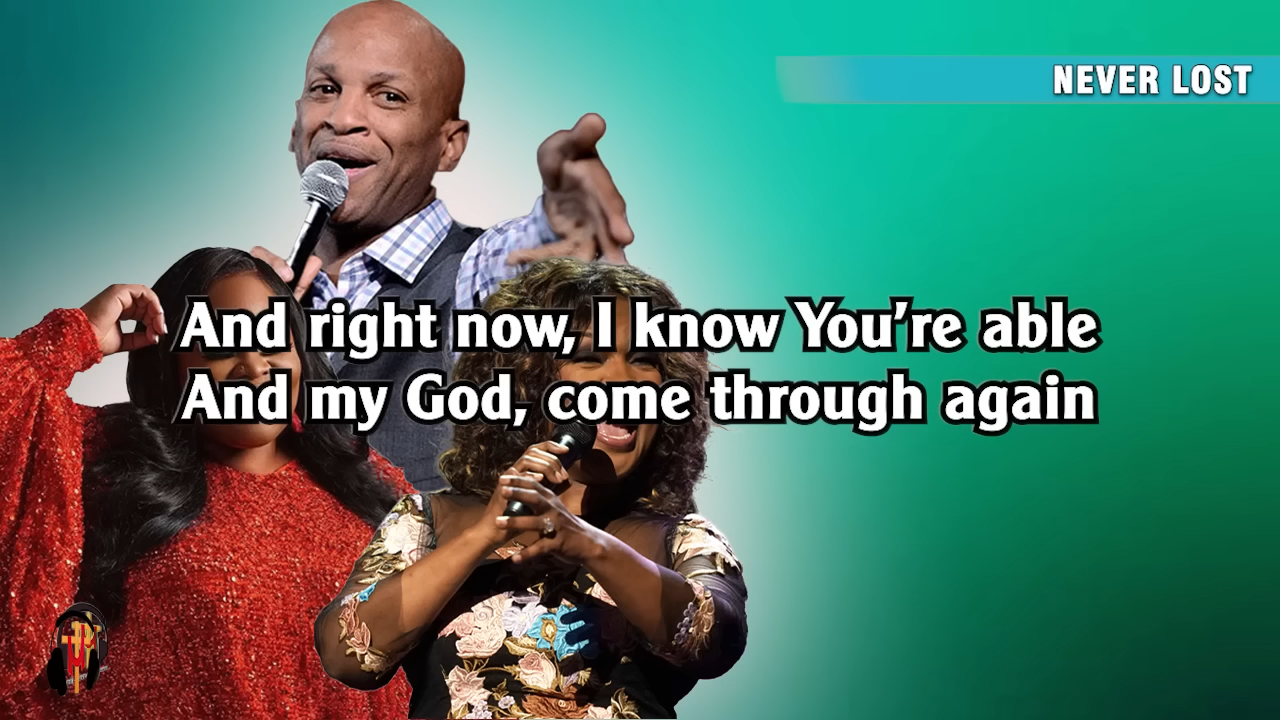 NEVER LOST
And right now, I know You're able
And my God, come through again